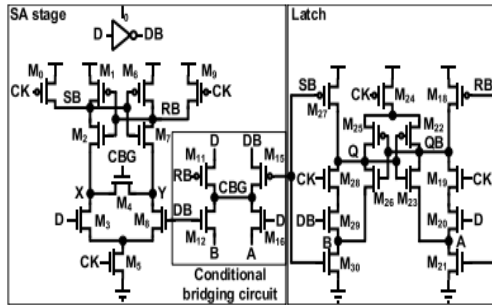 SA stage
I0
D DB
Latch
M0 M1 M6 M9
CK SB RB CK
M2 M7
CBG
X Y
M4
D M3 M8 DB
CK M5
D DB
M11 M15
RB CBG
M12 M16 D
B A
Conditional
bridging circuit
SB CK M24 M18 RB
M27
M25 M22
Q QB
CK M28 M26 M23 M19 CK
DB M29 M20 D
B A
M30 M21